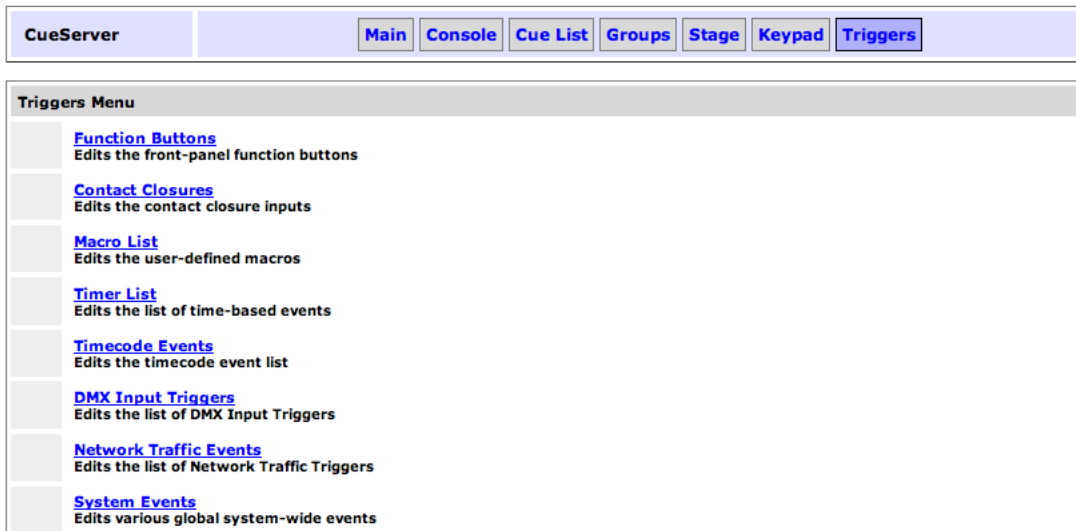 CueServer
Main Console Cue List Groups Stage Keypad Triggers
Triggers Menu
Function Buttons
Edits the front-panel function buttons
Contact Closures
Edits the contact closure inputs
Macro List
Edits the user-defined macros
Timer List
Edits the list of time-based events
Timecode Events
Edits the timecode event list
DMX Input Triggers
Edits the list of DMX Input Triggers
Network Traffic Events
Edits the list of Network Traffic Triggers
System Events
Edits various global system-wide events